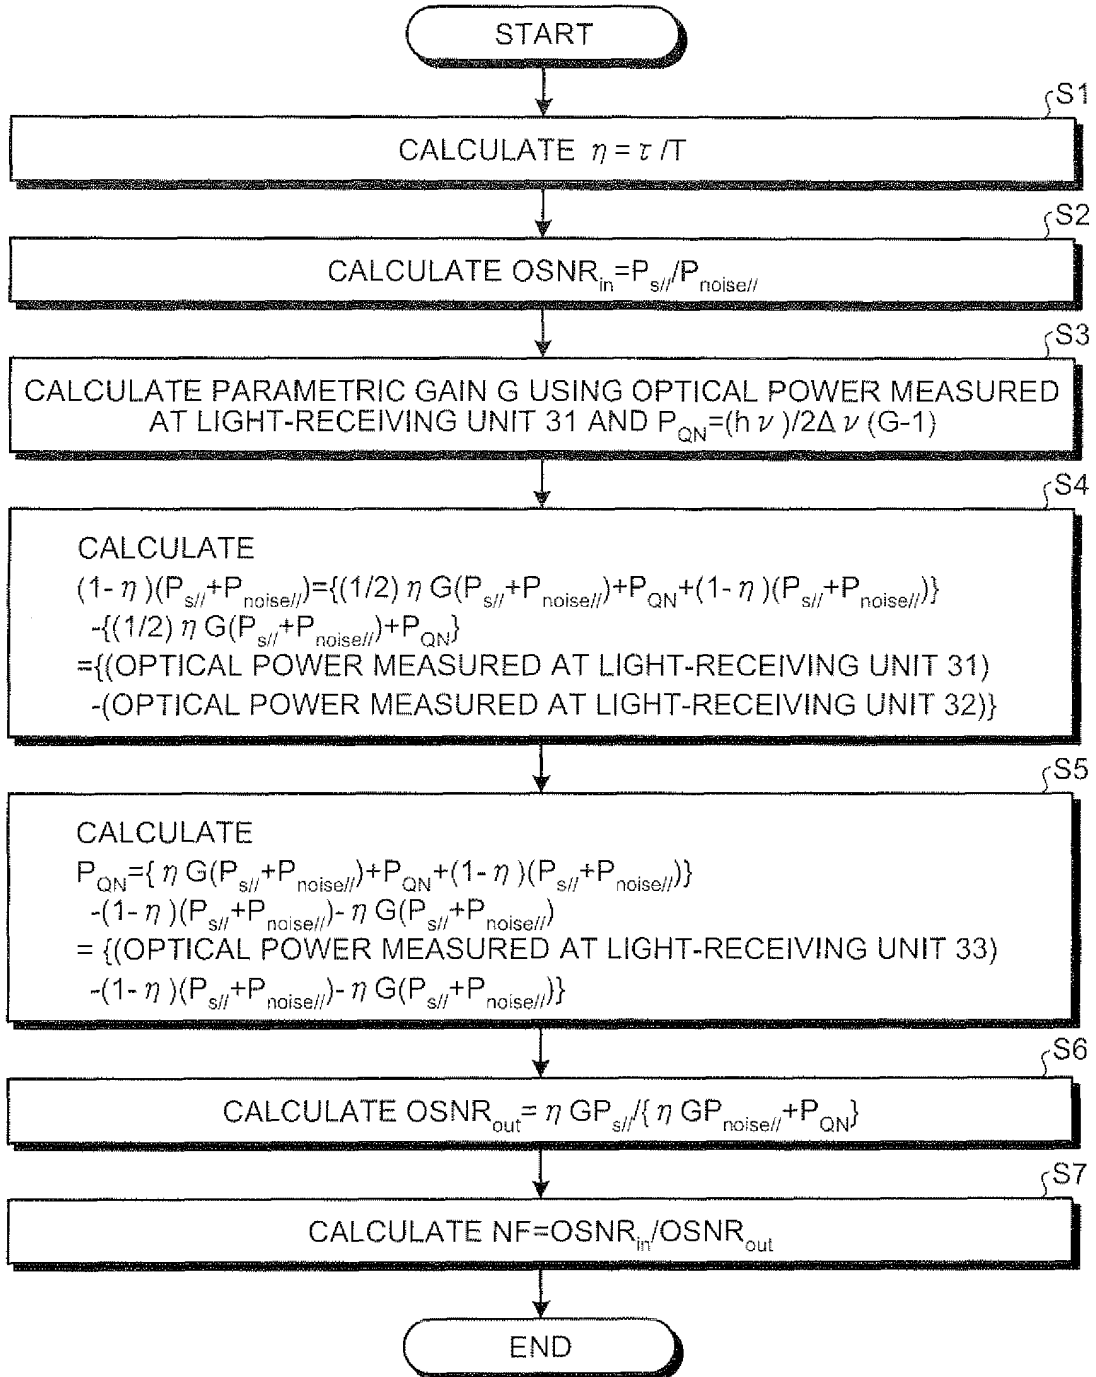 START
S1
CALCULATE η = τ /T
S2
CALCULATE OSNRin=Ps///Pnoise//
S3
CALCULATE PARAMETRIC GAIN G USING OPTICAL POWER MEASURED
AT LIGHT-RECEIVING UNIT 31 AND PQN=(h ν )/2Δ ν (G-1)
S4
CALCULATE
(1- η )(Ps//+Pnoise//)={(1/2) η G(Ps//+Pnoise//)+PQN+(1- η )(Ps//+Pnoise//)}
-{(1/2) η G(Ps//+Pnoise//)+PQN}
={(OPTICAL POWER MEASURED AT LIGHT-RECEIVING UNIT 31)
-(OPTICAL POWER MEASURED AT LIGHT-RECEIVING UNIT 32)}
S5
CALCULATE
PQN={ η G(Ps//+Pnoise//)+PQN+(1- η )(Ps//+Pnoise//)}
-(1- η )(Ps//+Pnoise//)- η G(Ps//+Pnoise//)
= {(OPTICAL POWER MEASURED AT LIGHT-RECEIVING UNIT 33)
-(1- η )(Ps//+Pnoise//)- η G(Ps//+Pnoise//)}
S6
CALCULATE OSNRout= η GPs///{ η GPnoise//+PQN}
S7
CALCULATE NF=OSNRin/OSNRout
END